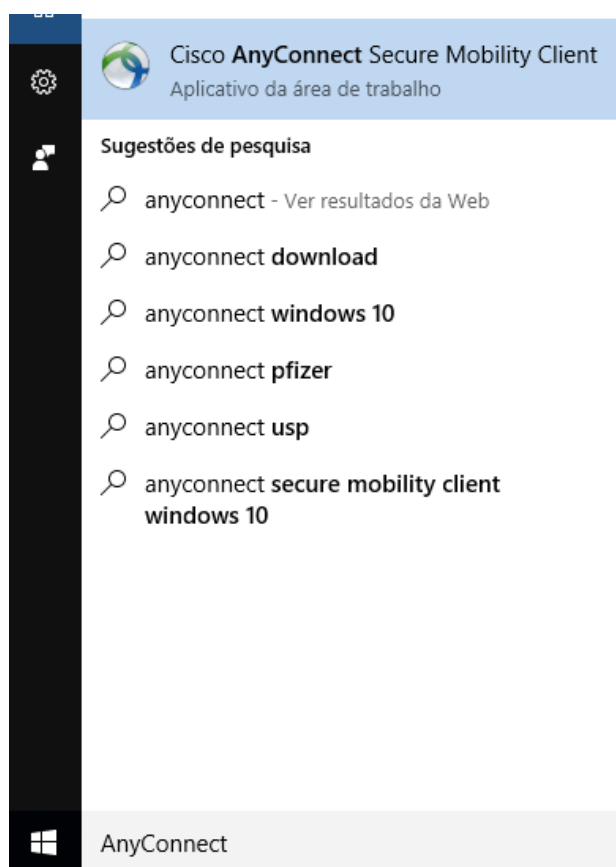 Cisco AnyConnect Secure Mobility Client
Aplicativo da área de trabalho
Sugestões de pesquisa
anyconnect - Ver resultados da Web
anyconnect download
anyconnect windows 10
anyconnect pfizer
anyconnect usp
anyconnect secure mobility client
windows 10
AnyConnect